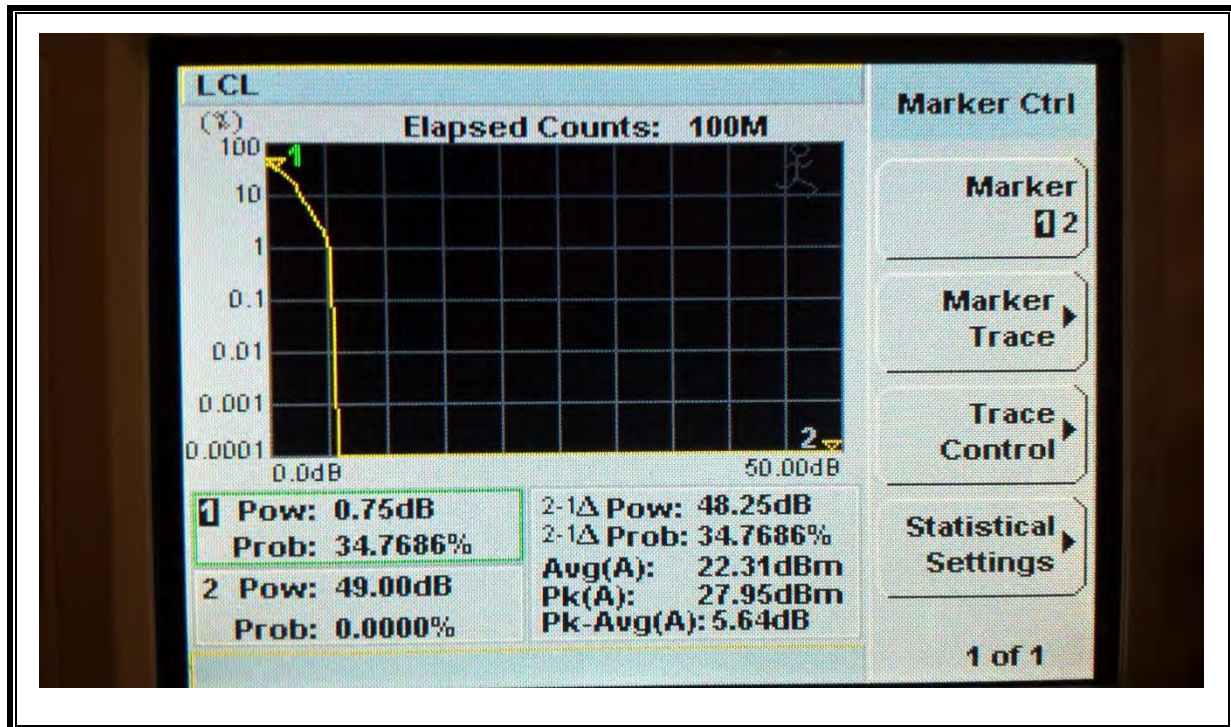 LCL
(%)
Elapsed Counts: 100M
100
10
1
0.1
0.01
0.001
0.0001
1
2
0.0dB
50.00dB
1 Pow: 0.75dB
Prob: 34.7686%
2 Pow: 49.00dB
Prob: 0.0000%
2-1Δ Pow: 48.25dB
2-1Δ Prob: 34.7686%
Avg(A): 22.31dBm
Pk(A): 27.95dBm
Pk-Avg(A): 5.64dB
Marker Ctrl
Marker
1 2
Marker
Trace
Trace
Control
Statistical
Settings
1 of 1